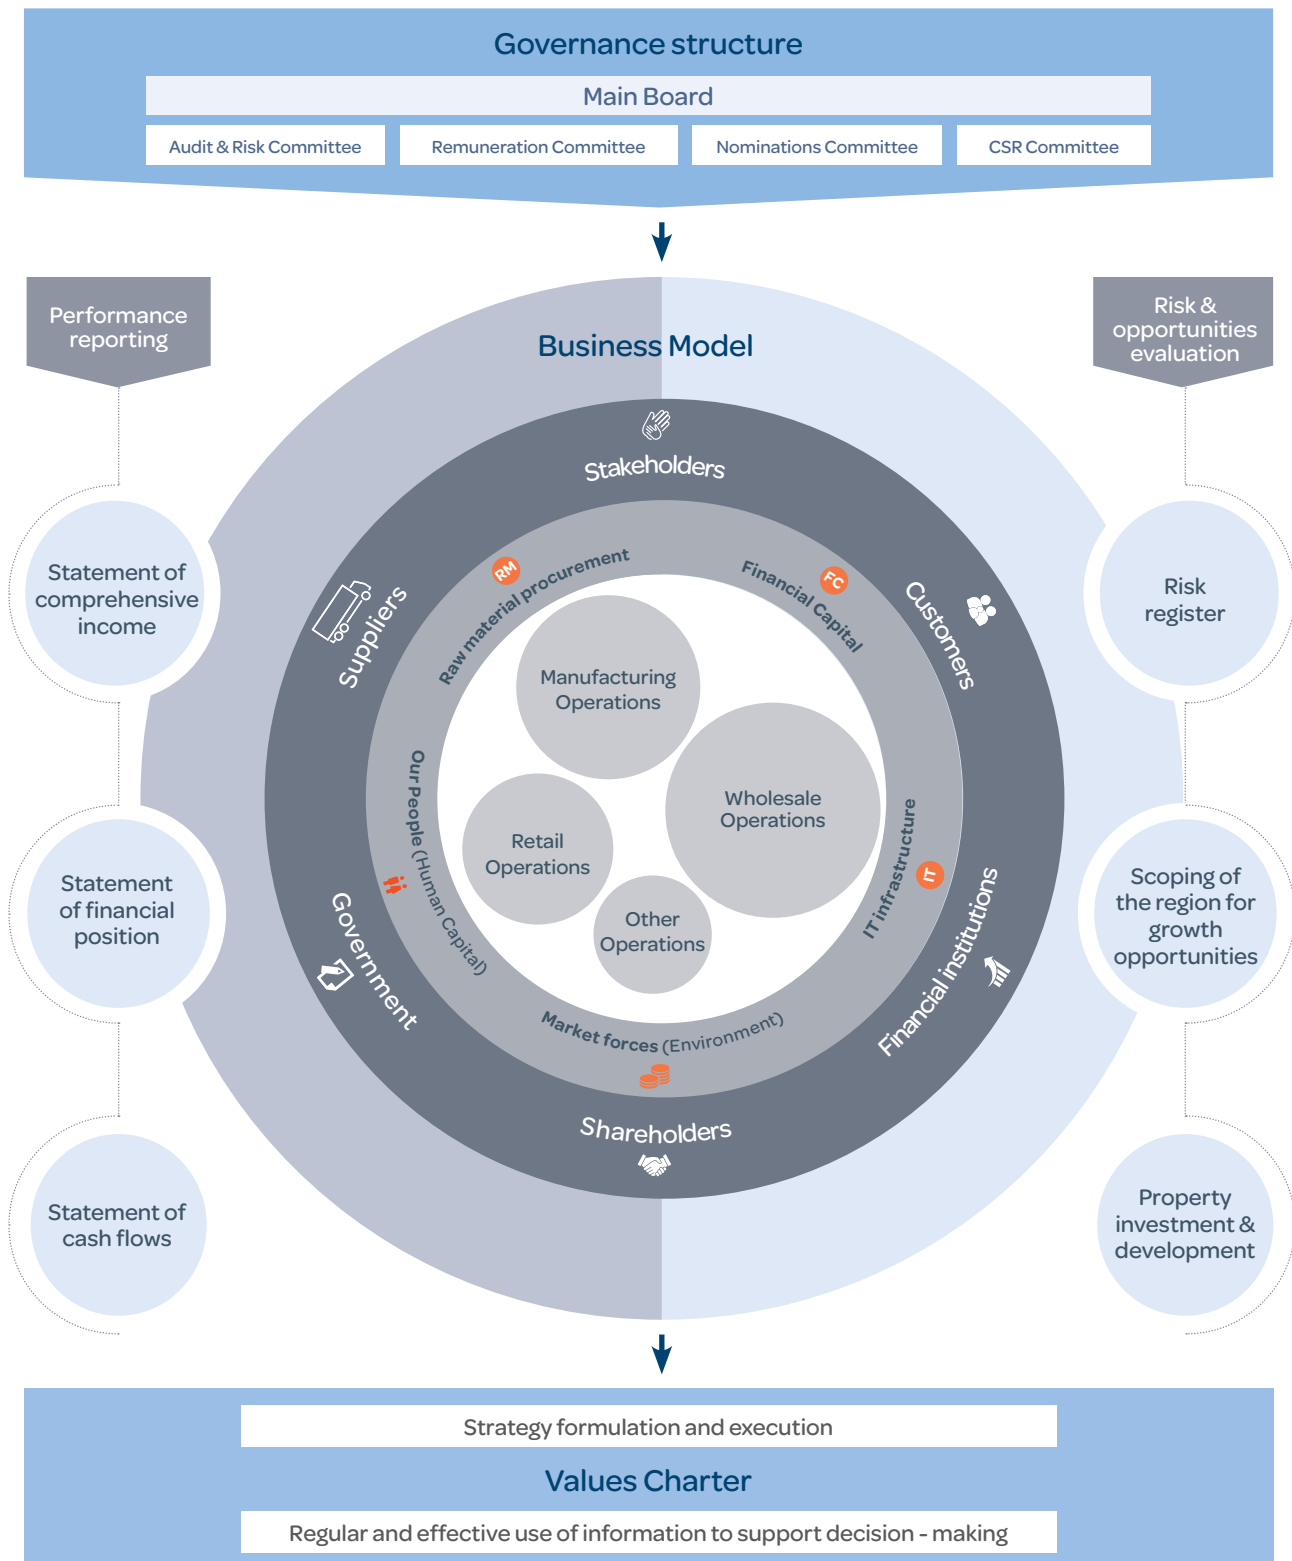 Governance structure
Main Board
Audit & Risk Committee
Remuneration Committee
Nominations Committee
CSR Committee
Performance
reporting
Risk &
opportunities
evaluation
Business Model
Stakeholders
Suppliers
Customers
Government
Financial institutions
Shareholders
RM
Raw material procurement
FC
Financial Capital
Our People (Human Capital)
IT infrastructure
IT
Market forces (Environment)
Manufacturing
Operations
Wholesale
Operations
Retail
Operations
Other
Operations
Statement of
comprehensive
income
Statement
of financial
position
Statement of
cash flows
Risk
register
Scoping of
the region for
growth
opportunities
Property
investment &
development
Strategy formulation and execution
Values Charter
Regular and effective use of information to support decision - making